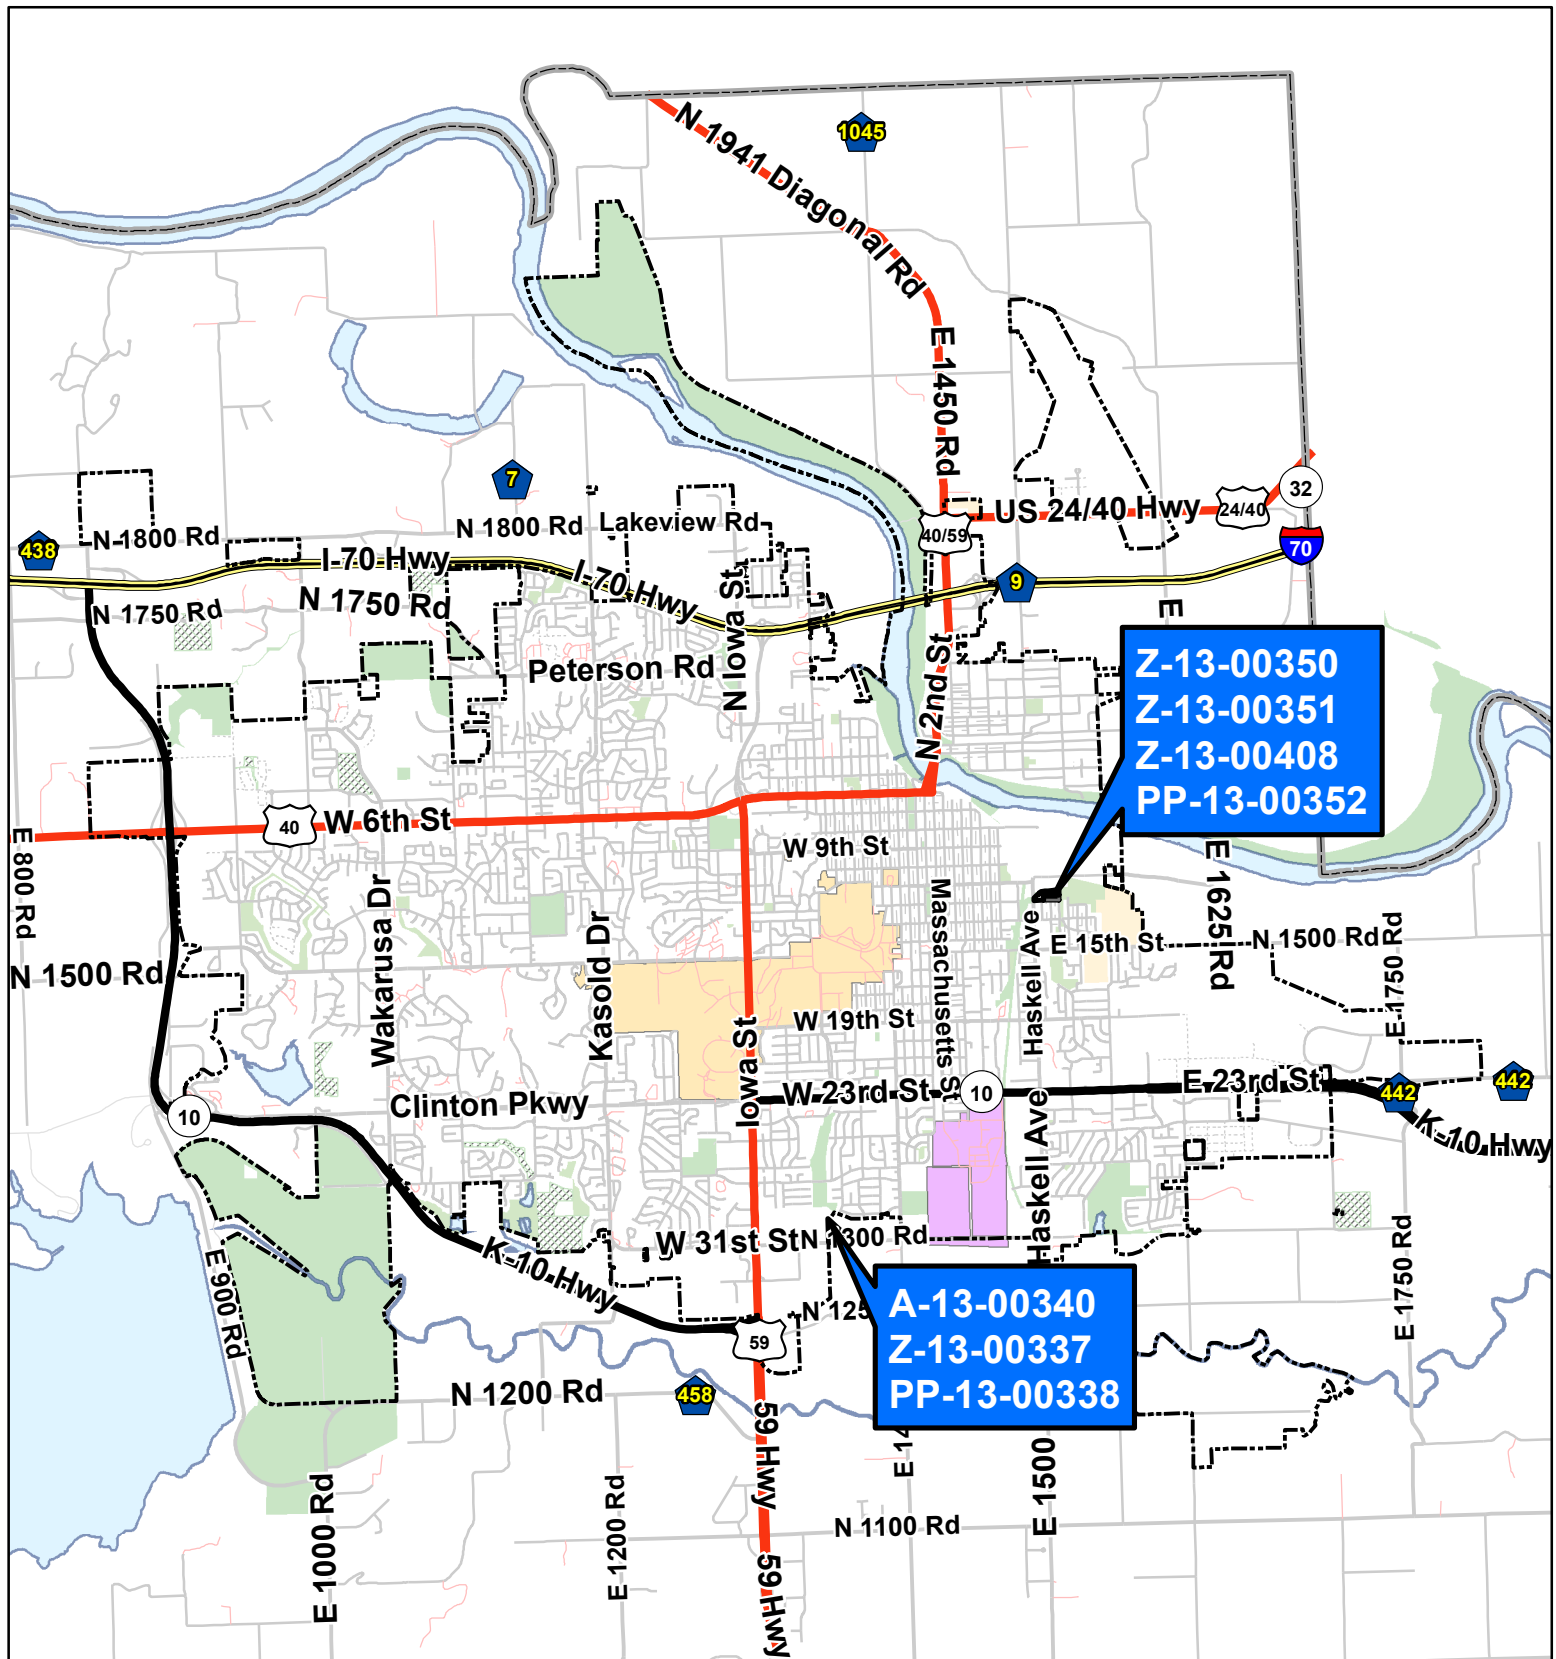 1045
N 1941 Diagonal Rd
E 1450 Rd
7
N 1800 Rd
Lakeview Rd
40/59
US 24/40 Hwy
24/40
32
70
438
N 1800 Rd
I-70 Hwy
I-70 Hwy
9
N 1750 Rd
N 1750 Rd
N Iowa St
E
Peterson Rd
N 2nd St
Z-13-00350
Z-13-00351
Z-13-00408
PP-13-00352
40
W 6th St
W 9th St
E 800 Rd
Wakarusa Dr
Kasold Dr
Massachusetts St
Haskell Ave
E 15th St
E 1625 Rd
N 1500 Rd
E 1750 Rd
N 1500 Rd
W 19th St
Iowa St
W 23rd St
10
E 23rd St
442
442
K-10 Hwy
10
Clinton Pkwy
Haskell Ave
E 900 Rd
K-10 Hwy
W 31st St
N 1300 Rd
E 1750 Rd
N 125
A-13-00340
Z-13-00337
PP-13-00338
59
N 1200 Rd
458
59 Hwy
E 14
E 1500
E 1000 Rd
E 1200 Rd
N 1100 Rd
59 Hwy